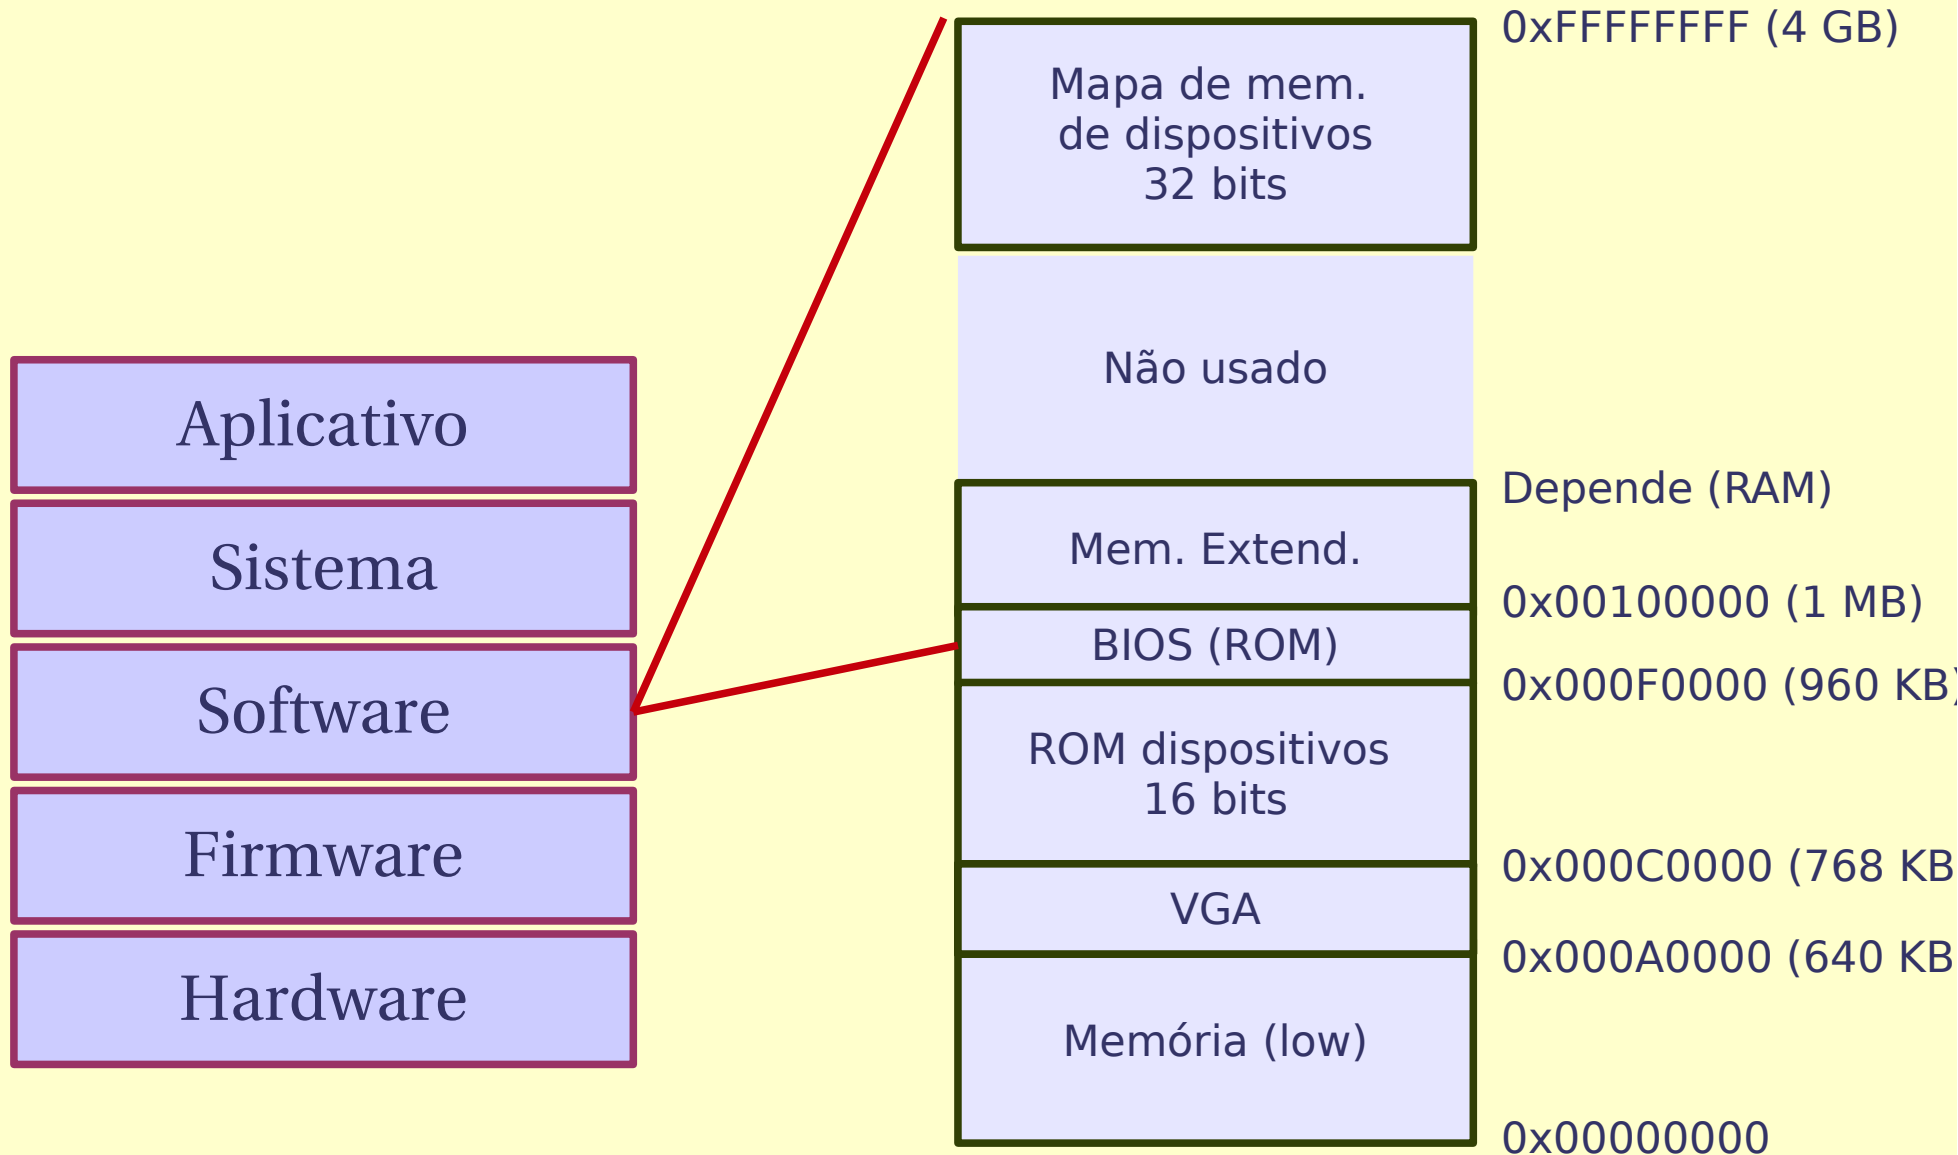 Aplicativo
Sistema
Software
Firmware
Hardware
Mapa de mem.
de dispositivos
32 bits
Não usado
Mem. Extend.
BIOS (ROM)
ROM dispositivos
16 bits
VGA
Memória (low)
0xFFFFFFFF (4 GB)
Depende (RAM)
0x00100000 (1 MB)
0x000F0000 (960 KB)
0x000C0000 (768 KB
0x000A0000 (640 KB
0x00000000